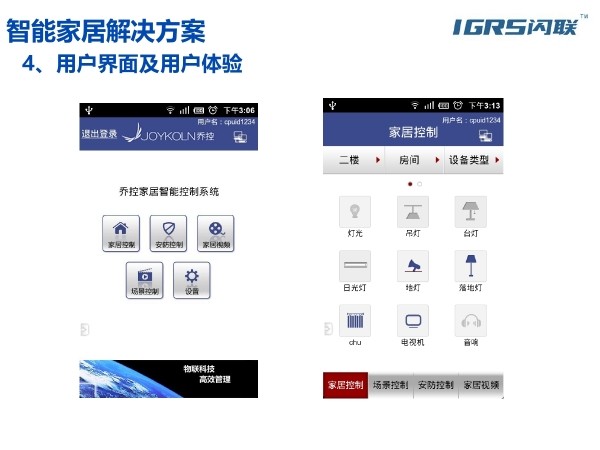 智能家居解决方案
IGRS闪联™
4、用户界面及用户体验
下午3:06
用户名：cpuid1234
退出登录
JOYKOLN乔控
乔控家居智能控制系统
家居控制 安防控制 家居视频
场景控制 设置
物联科技
高效管理
下午3:13
用户名：cpuid1234
家居控制
二楼 房间 设备类型
灯光 吊灯 台灯
日光灯 地灯 落地灯
chu 电视机 音响
家居控制 场景控制 安防控制 家居视频